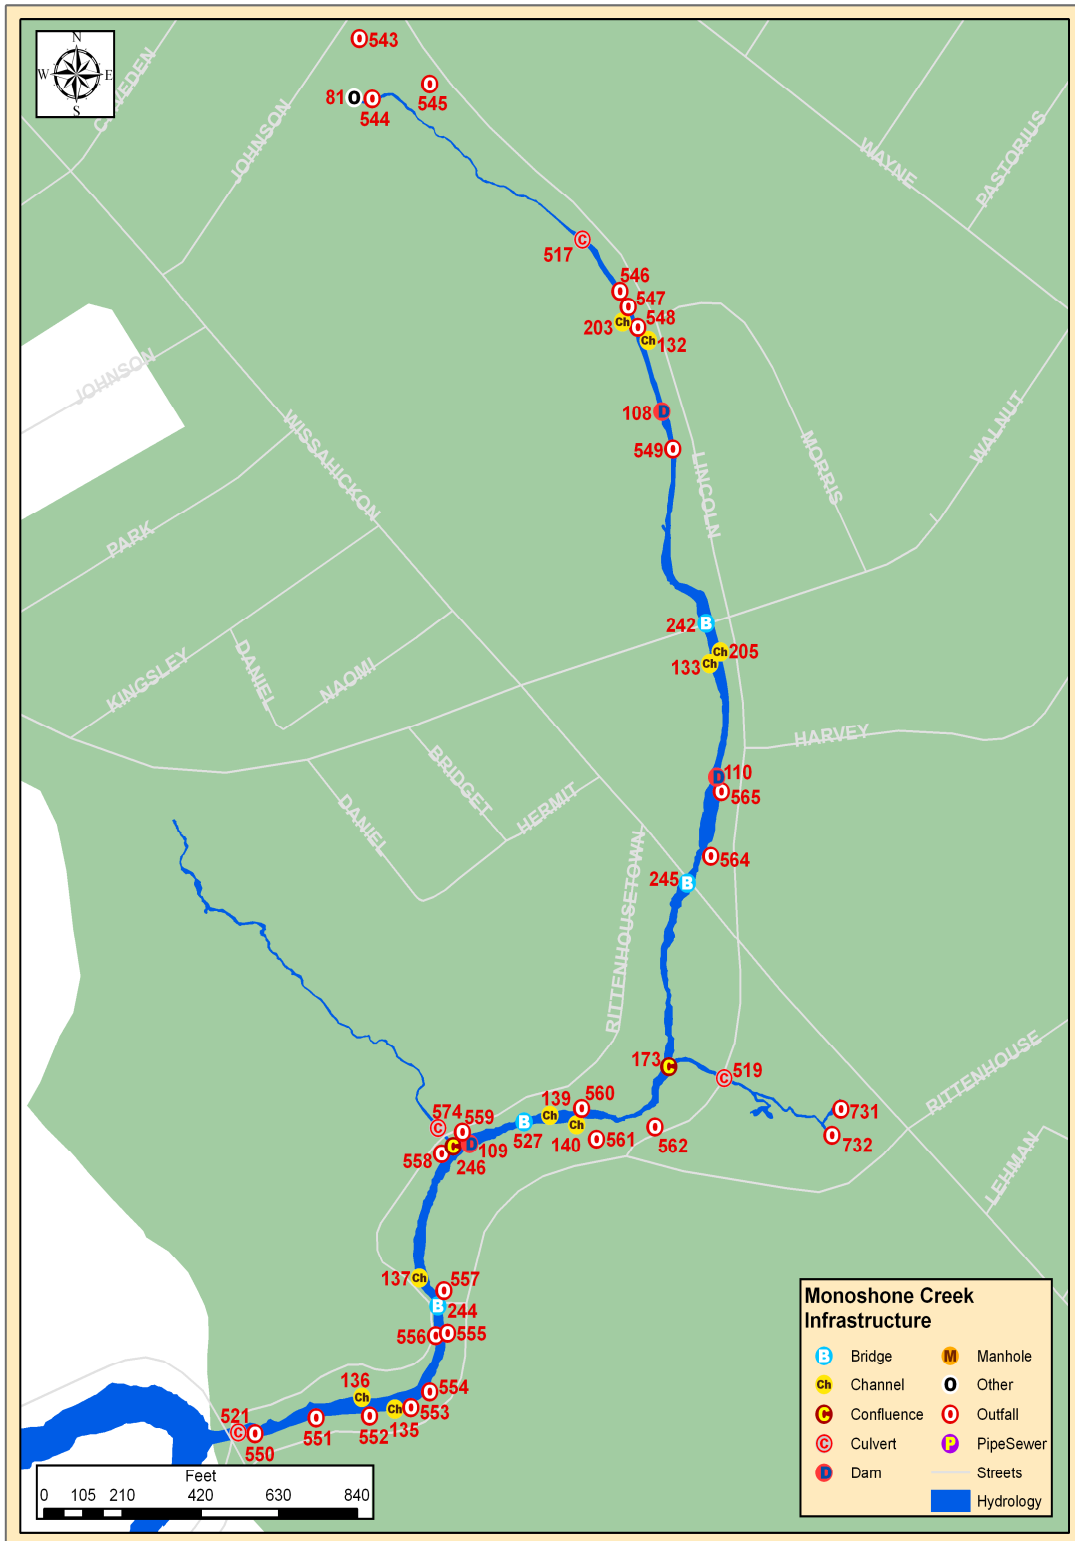 N
W E
S
543
545
81 O
544
CRWEDEN
JOHNSON
WAYNE
PASTORIUS
517
546
547
548
203
132
JOHNSON
108
549
WISSAHICKON
LINCOLN
MORRIS
WALNUT
PARK
242
205
133
KINGSLEY
DANIEL
NAOMI
HARVEY
110
565
BRIDGET
HERMIT
DANIEL
564
245
RITTENHOUSETOWN
173
519
RITTENHOUSE
731
732
574
559
139
560
527
140
561
562
558
109
246
LEHMAN
137
557
244
556
555
136
554
553
135
552
551
521
550
Monoshone Creek
Infrastructure
B Bridge
M Manhole
Ch Channel
O Other
C Confluence
O Outfall
C Culvert
P PipeSewer
D Dam
Streets
Hydrology
Feet
0 105 210 420 630 840